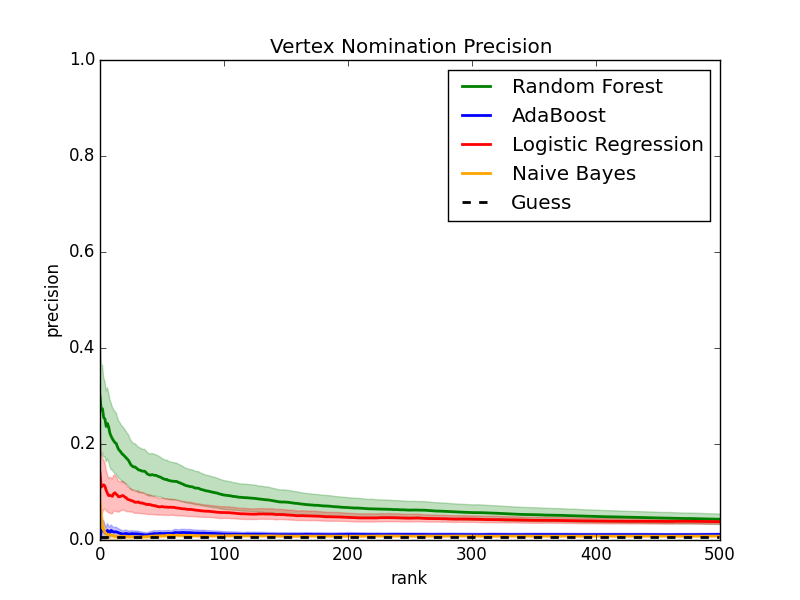 Vertex Nomination Precision
1.0
0.8
0.6
0.4
0.2
0.0
precision
Random Forest
AdaBoost
Logistic Regression
Naive Bayes
Guess
0
100
200
300
400
500
rank